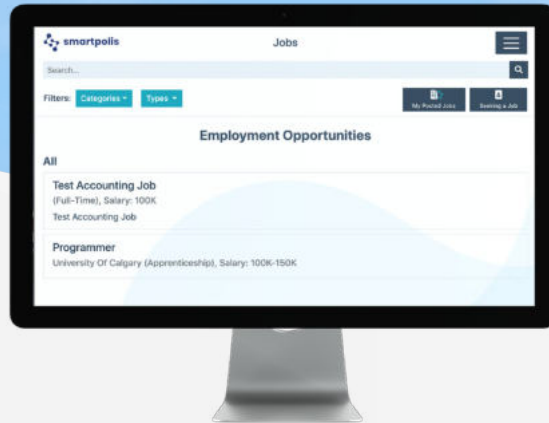 smartpolis
Jobs
Search...
Filters: Categories Types
My Posted Jobs Seeking a Job
Employment Opportunities
All
Test Accounting Job
(Full-Time), Salary: 100K
Test Accounting Job
Programmer
University Of Calgary (Apprenticeship), Salary: 100K-150K